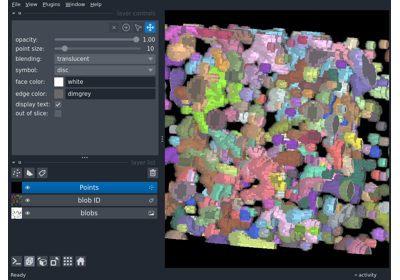 File View Plugins Window Help
layer controls
opacity: 1.00
point size: 10
blending: translucent
symbol: disc
face color: white
edge color: dimgrey
display text:
out of slice:
layer list
Points
blob ID
blobs
Ready
activity